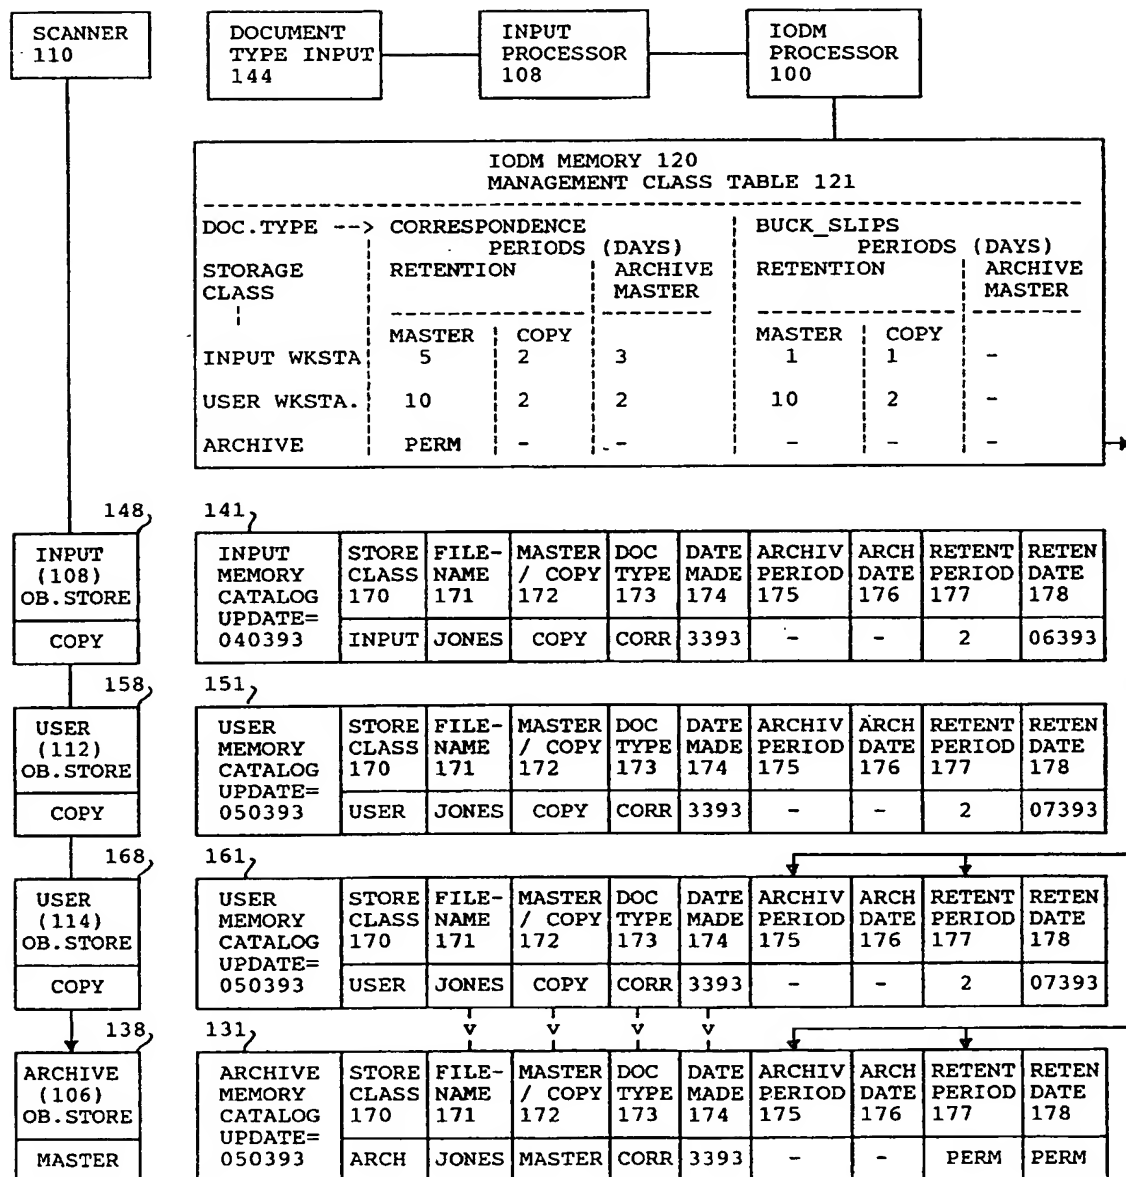 SCANNER
110
DOCUMENT
TYPE INPUT
144
INPUT
PROCESSOR
108
IODM
PROCESSOR
100
IODM MEMORY 120
MANAGEMENT CLASS TABLE 121
DOC.TYPE --> CORRESPONDENCE BUCK_SLIPS
PERIODS (DAYS) PERIODS (DAYS)
STORAGE RETENTION ARCHIVE RETENTION ARCHIVE
CLASS MASTER MASTER
MASTER COPY MASTER COPY
INPUT WKSTA 5 2 3 1 1 -
USER WKSTA. 10 2 2 10 2 -
ARCHIVE PERM - - - - -
148
INPUT
(108)
OB.STORE
COPY
141
INPUT STORE FILE- MASTER DOC DATE ARCHIV ARCH RETENT RETEN
MEMORY CLASS NAME / COPY TYPE MADE PERIOD DATE PERIOD DATE
CATALOG 170 171 172 173 174 175 176 177 178
UPDATE=
040393 INPUT JONES COPY CORR 3393 - - 2 06393
158
USER
(112)
OB.STORE
COPY
151
USER STORE FILE- MASTER DOC DATE ARCHIV ARCH RETENT RETEN
MEMORY CLASS NAME / COPY TYPE MADE PERIOD DATE PERIOD DATE
CATALOG 170 171 172 173 174 175 176 177 178
UPDATE=
050393 USER JONES COPY CORR 3393 - - 2 07393
168
USER
(114)
OB.STORE
COPY
161
USER STORE FILE- MASTER DOC DATE ARCHIV ARCH RETENT RETEN
MEMORY CLASS NAME / COPY TYPE MADE PERIOD DATE PERIOD DATE
CATALOG 170 171 172 173 174 175 176 177 178
UPDATE=
050393 USER JONES COPY CORR 3393 - - 2 07393
138
ARCHIVE
(106)
OB.STORE
MASTER
131
ARCHIVE STORE FILE- MASTER DOC DATE ARCHIV ARCH RETENT RETEN
MEMORY CLASS NAME / COPY TYPE MADE PERIOD DATE PERIOD DATE
CATALOG 170 171 172 173 174 175 176 177 178
UPDATE=
050393 ARCH JONES MASTER CORR 3393 - - PERM PERM